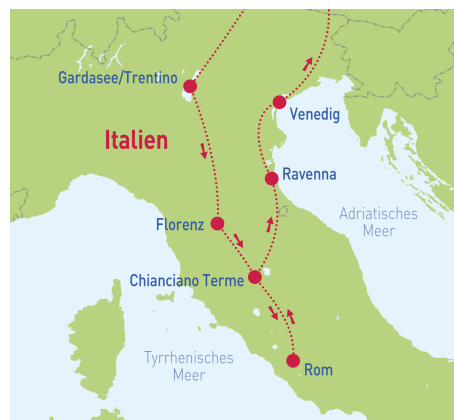 Gardasee/Trentino
Venedig
Italien
Ravenna
Adriatisches
Meer
Florenz
Chianciano Terme
Tyrrhenisches
Meer
Rom